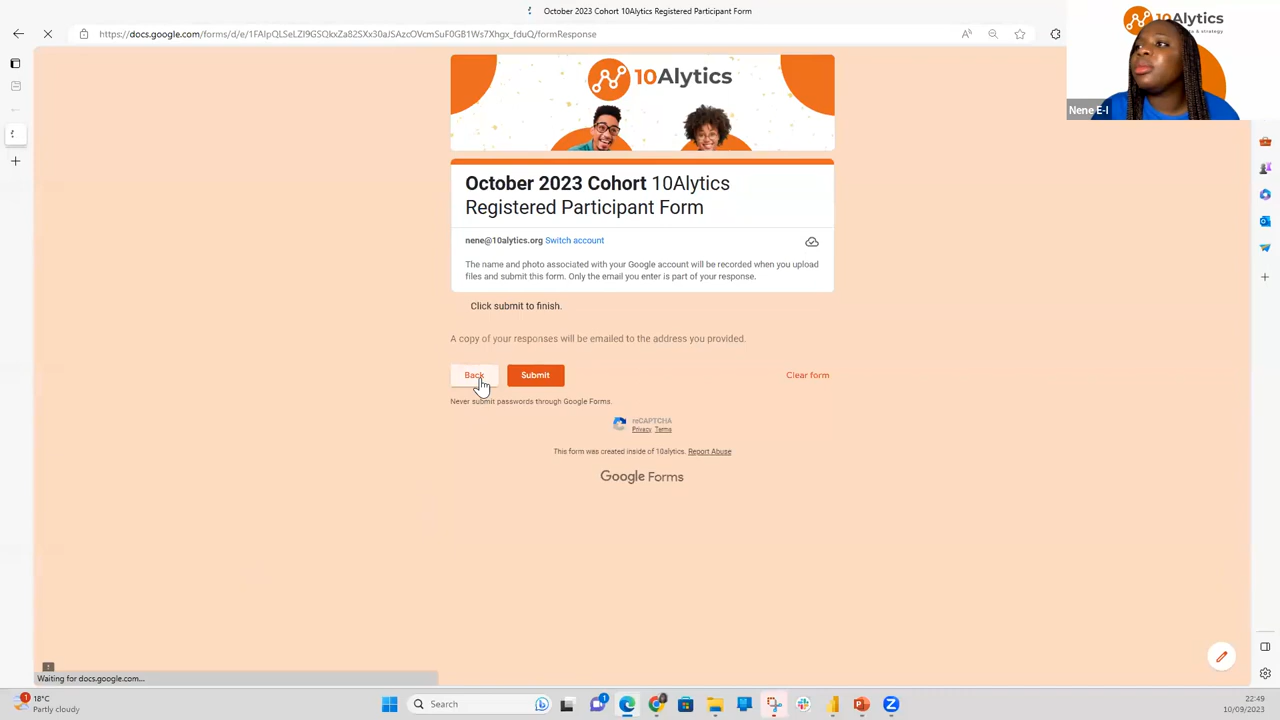 October 2023 Cohort 10Alytics Registered Participant Form
https://docs.google.com/forms/d/e/
/formResponse
10Alytics
Nene E-I
10Alytics
October 2023 Cohort 10Alytics
Registered Participant Form
nene@10alytics.org Switch account
The name and photo associated with your Google account will be recorded when you upload
files and submit this form. Only the email you enter is part of your response.
Click submit to finish.
A copy of your responses will be emailed to the address you provided.
Back
Submit
Clear form
Never submit passwords through Google Forms.
reCAPTCHA
Privacy Terms
This form was created inside of 10alytics. Report Abuse
Google Forms
Waiting for docs.google.com...
1
18°C
Partly cloudy
Search
1
22:49
10/09/2023